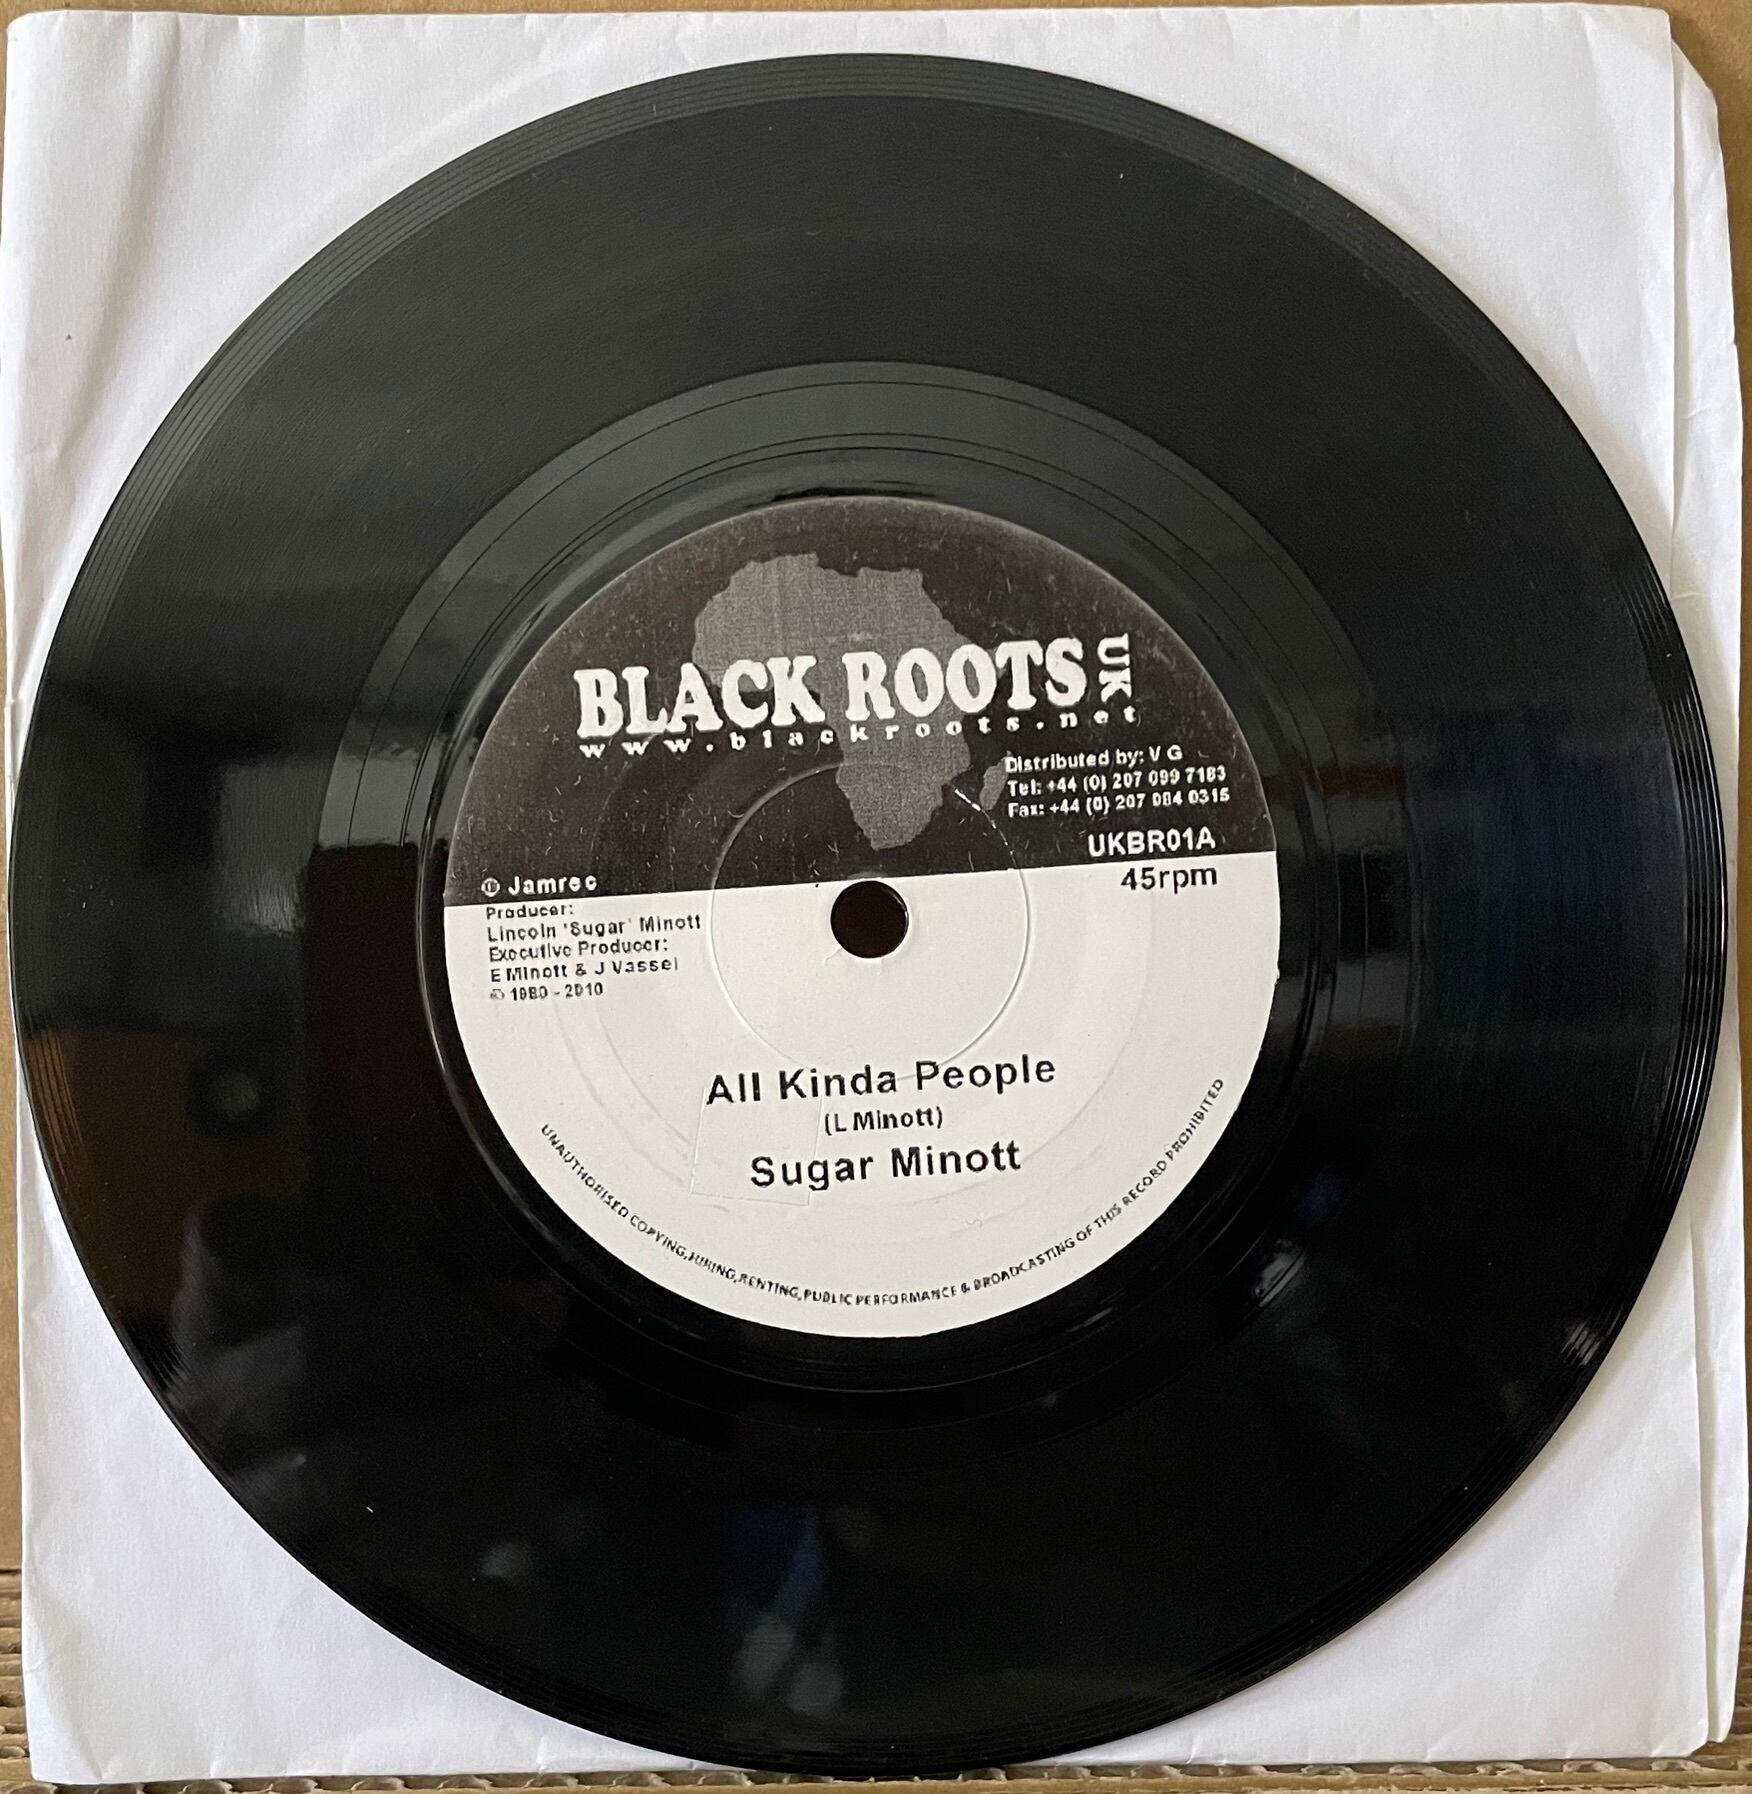 BLACK ROOTS UK
www.blackroots.net
Distributed by: V G
Tel: +44 (0) 207 099 7183
Fax: +44 (0) 207 084 0315
UKBR01A
45rpm
Ⓟ Jamrec
Producer:
Lincoln 'Sugar' Minott
Executive Producer:
E Minott & J Vassel
© 1980 - 2010
All Kinda People
(L Minott)
Sugar Minott
UNAUTHORISED COPYING, HIRING, RENTING, PUBLIC PERFORMANCE & BROADCASTING OF THIS RECORD PROHIBITED